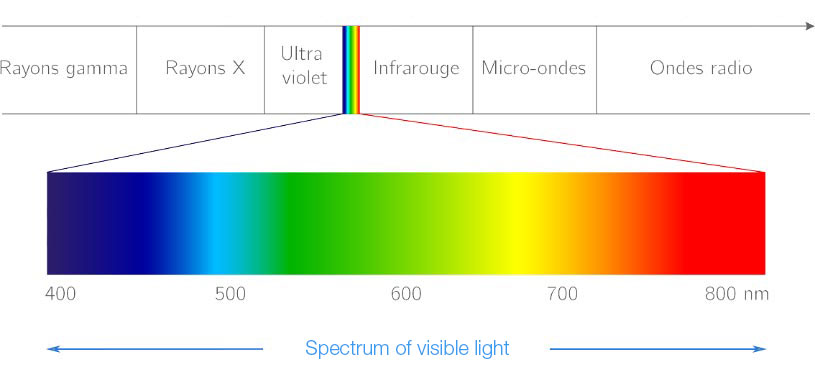 Rayons gamma
Rayons X
Ultra
violet
Infrarouge
Micro-ondes
Ondes radio
400 500 600 700 800 nm
Spectrum of visible light